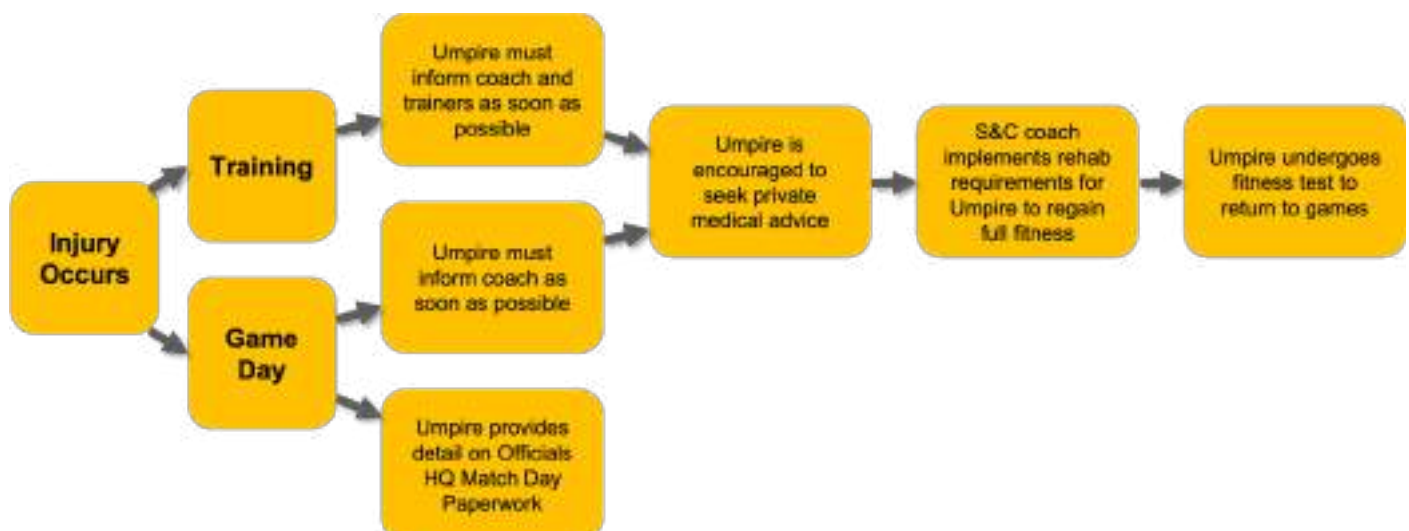 Injury
Occurs
Training
Game
Day
Umpire must
inform coach and
trainers as soon as
possible
Umpire must
inform coach as
soon as possible
Umpire provides
detail on Officials
HQ Match Day
Paperwork
Umpire is
encouraged to
seek private
medical advice
S&C coach
implements rehab
requirements for
Umpire to regain
full fitness
Umpire undergoes
fitness test to
return to games